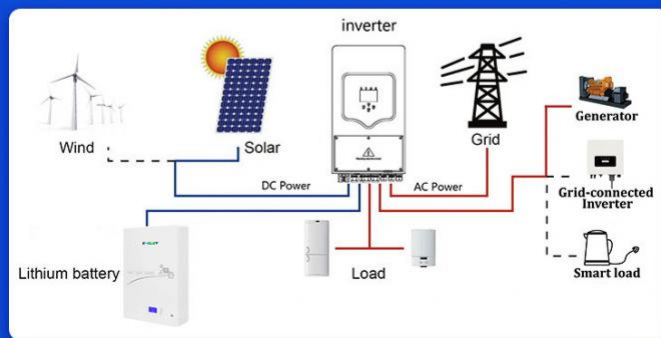 inverter
Wind
Solar
Grid
Generator
DC Power
AC Power
Grid-connected
Inverter
Lithium battery
Load
Smart load